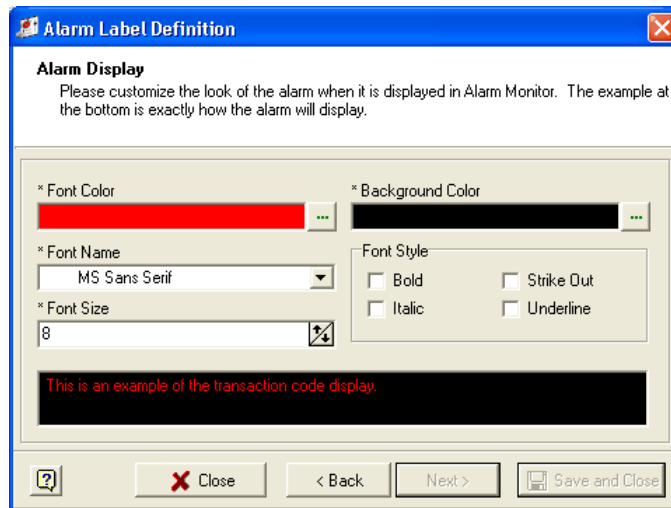 Alarm Label Definition
Alarm Display
Please customize the look of the alarm when it is displayed in Alarm Monitor. The example at
the bottom is exactly how the alarm will display.
* Font Color
* Background Color
* Font Name
MS Sans Serif
* Font Size
8
Font Style
Bold
Strike Out
Italic
Underline
This is an example of the transaction code display.
Close
< Back
Next >
Save and Close